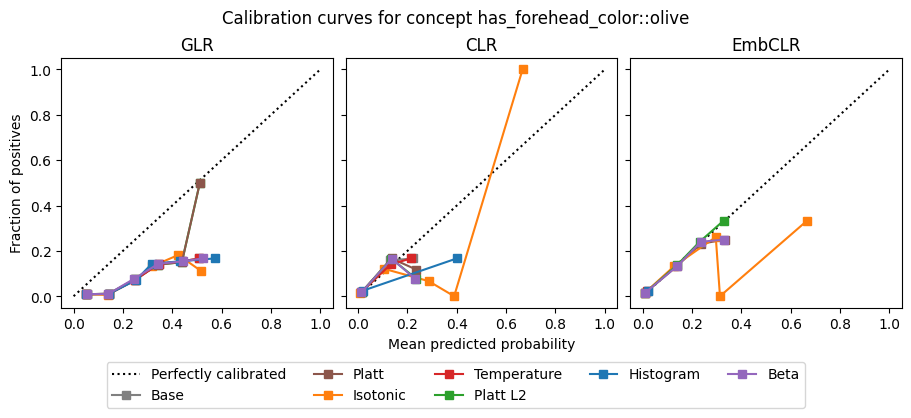 Calibration curves for concept has_forehead_color::olive
GLR
CLR
EmbCLR
Fraction of positives
1.0
0.8
0.6
0.4
0.2
0.0
0.0 0.2 0.4 0.6 0.8 1.0
0.0 0.2 0.4 0.6 0.8 1.0
0.0 0.2 0.4 0.6 0.8 1.0
Mean predicted probability
Perfectly calibrated
Base
Platt
Isotonic
Temperature
Platt L2
Histogram
Beta